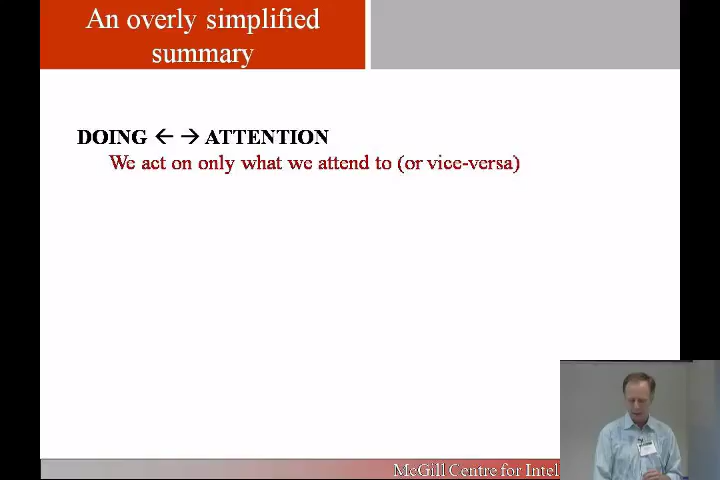 An overly simplified
summary
DOING ← → ATTENTION
We act on only what we attend to (or vice-versa)
McGill Centre for Intel